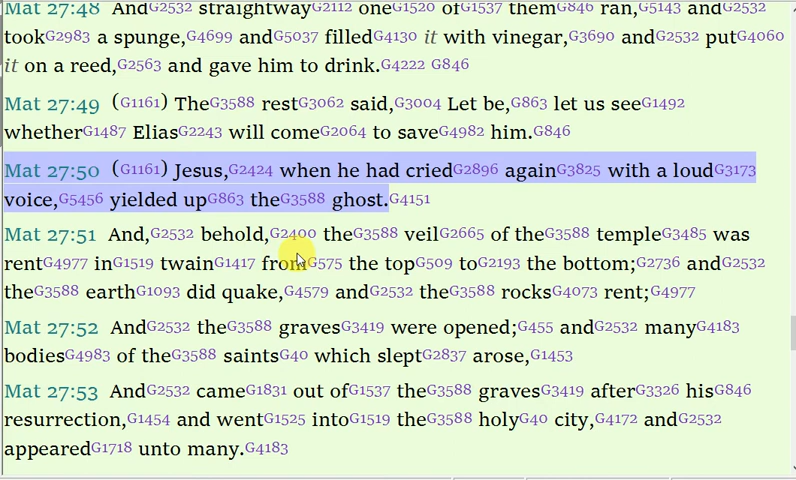 Mat 27:48 AndG2532 straightwayG2112 oneG1520 ofG1537 themG846 ran,G5143 andG2532
tookG2983 a spunge,G4699 andG5037 filledG4130 it with vinegar,G3690 andG2532 putG4060
it on a reed,G2563 and gave him to drink.G4222 G846
Mat 27:49 (G1161) TheG3588 restG3062 said,G3004 Let be,G863 let us seeG1492
whetherG1487 EliasG2243 will comeG2064 to saveG4982 him.G846
Mat 27:50 (G1161) Jesus,G2424 when he had criedG2896 againG3825 with a loudG3173
voice,G5456 yielded upG863 theG3588 ghost.G4151
Mat 27:51 And,G2532 behold,G2400 theG3588 veilG2665 of theG3588 templeG3485 was
rentG4977 inG1519 twainG1417 fromG575 the topG509 toG2193 the bottom;G2736 andG2532
theG3588 earthG1093 did quake,G4579 andG2532 theG3588 rocksG4073 rent;G4977
Mat 27:52 AndG2532 theG3588 gravesG3419 were opened;G455 andG2532 manyG4183
bodiesG4983 of theG3588 saintsG40 which sleptG2837 arose,G1453
Mat 27:53 AndG2532 cameG1831 out ofG1537 theG3588 gravesG3419 afterG3326 hisG846
resurrection,G1454 and wentG1525 intoG1519 theG3588 holyG40 city,G4172 andG2532
appearedG1718 unto many.G4183